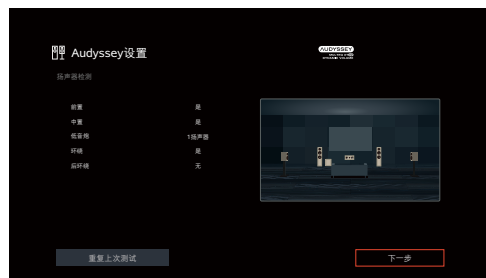 Audyssey设置
AUDYSSEY
DYNAMIC VOLUME
扬声器检测
前置 是
中置 是
低音炮 1扬声器
环绕 是
后环绕 无
重复上次测试 下一步